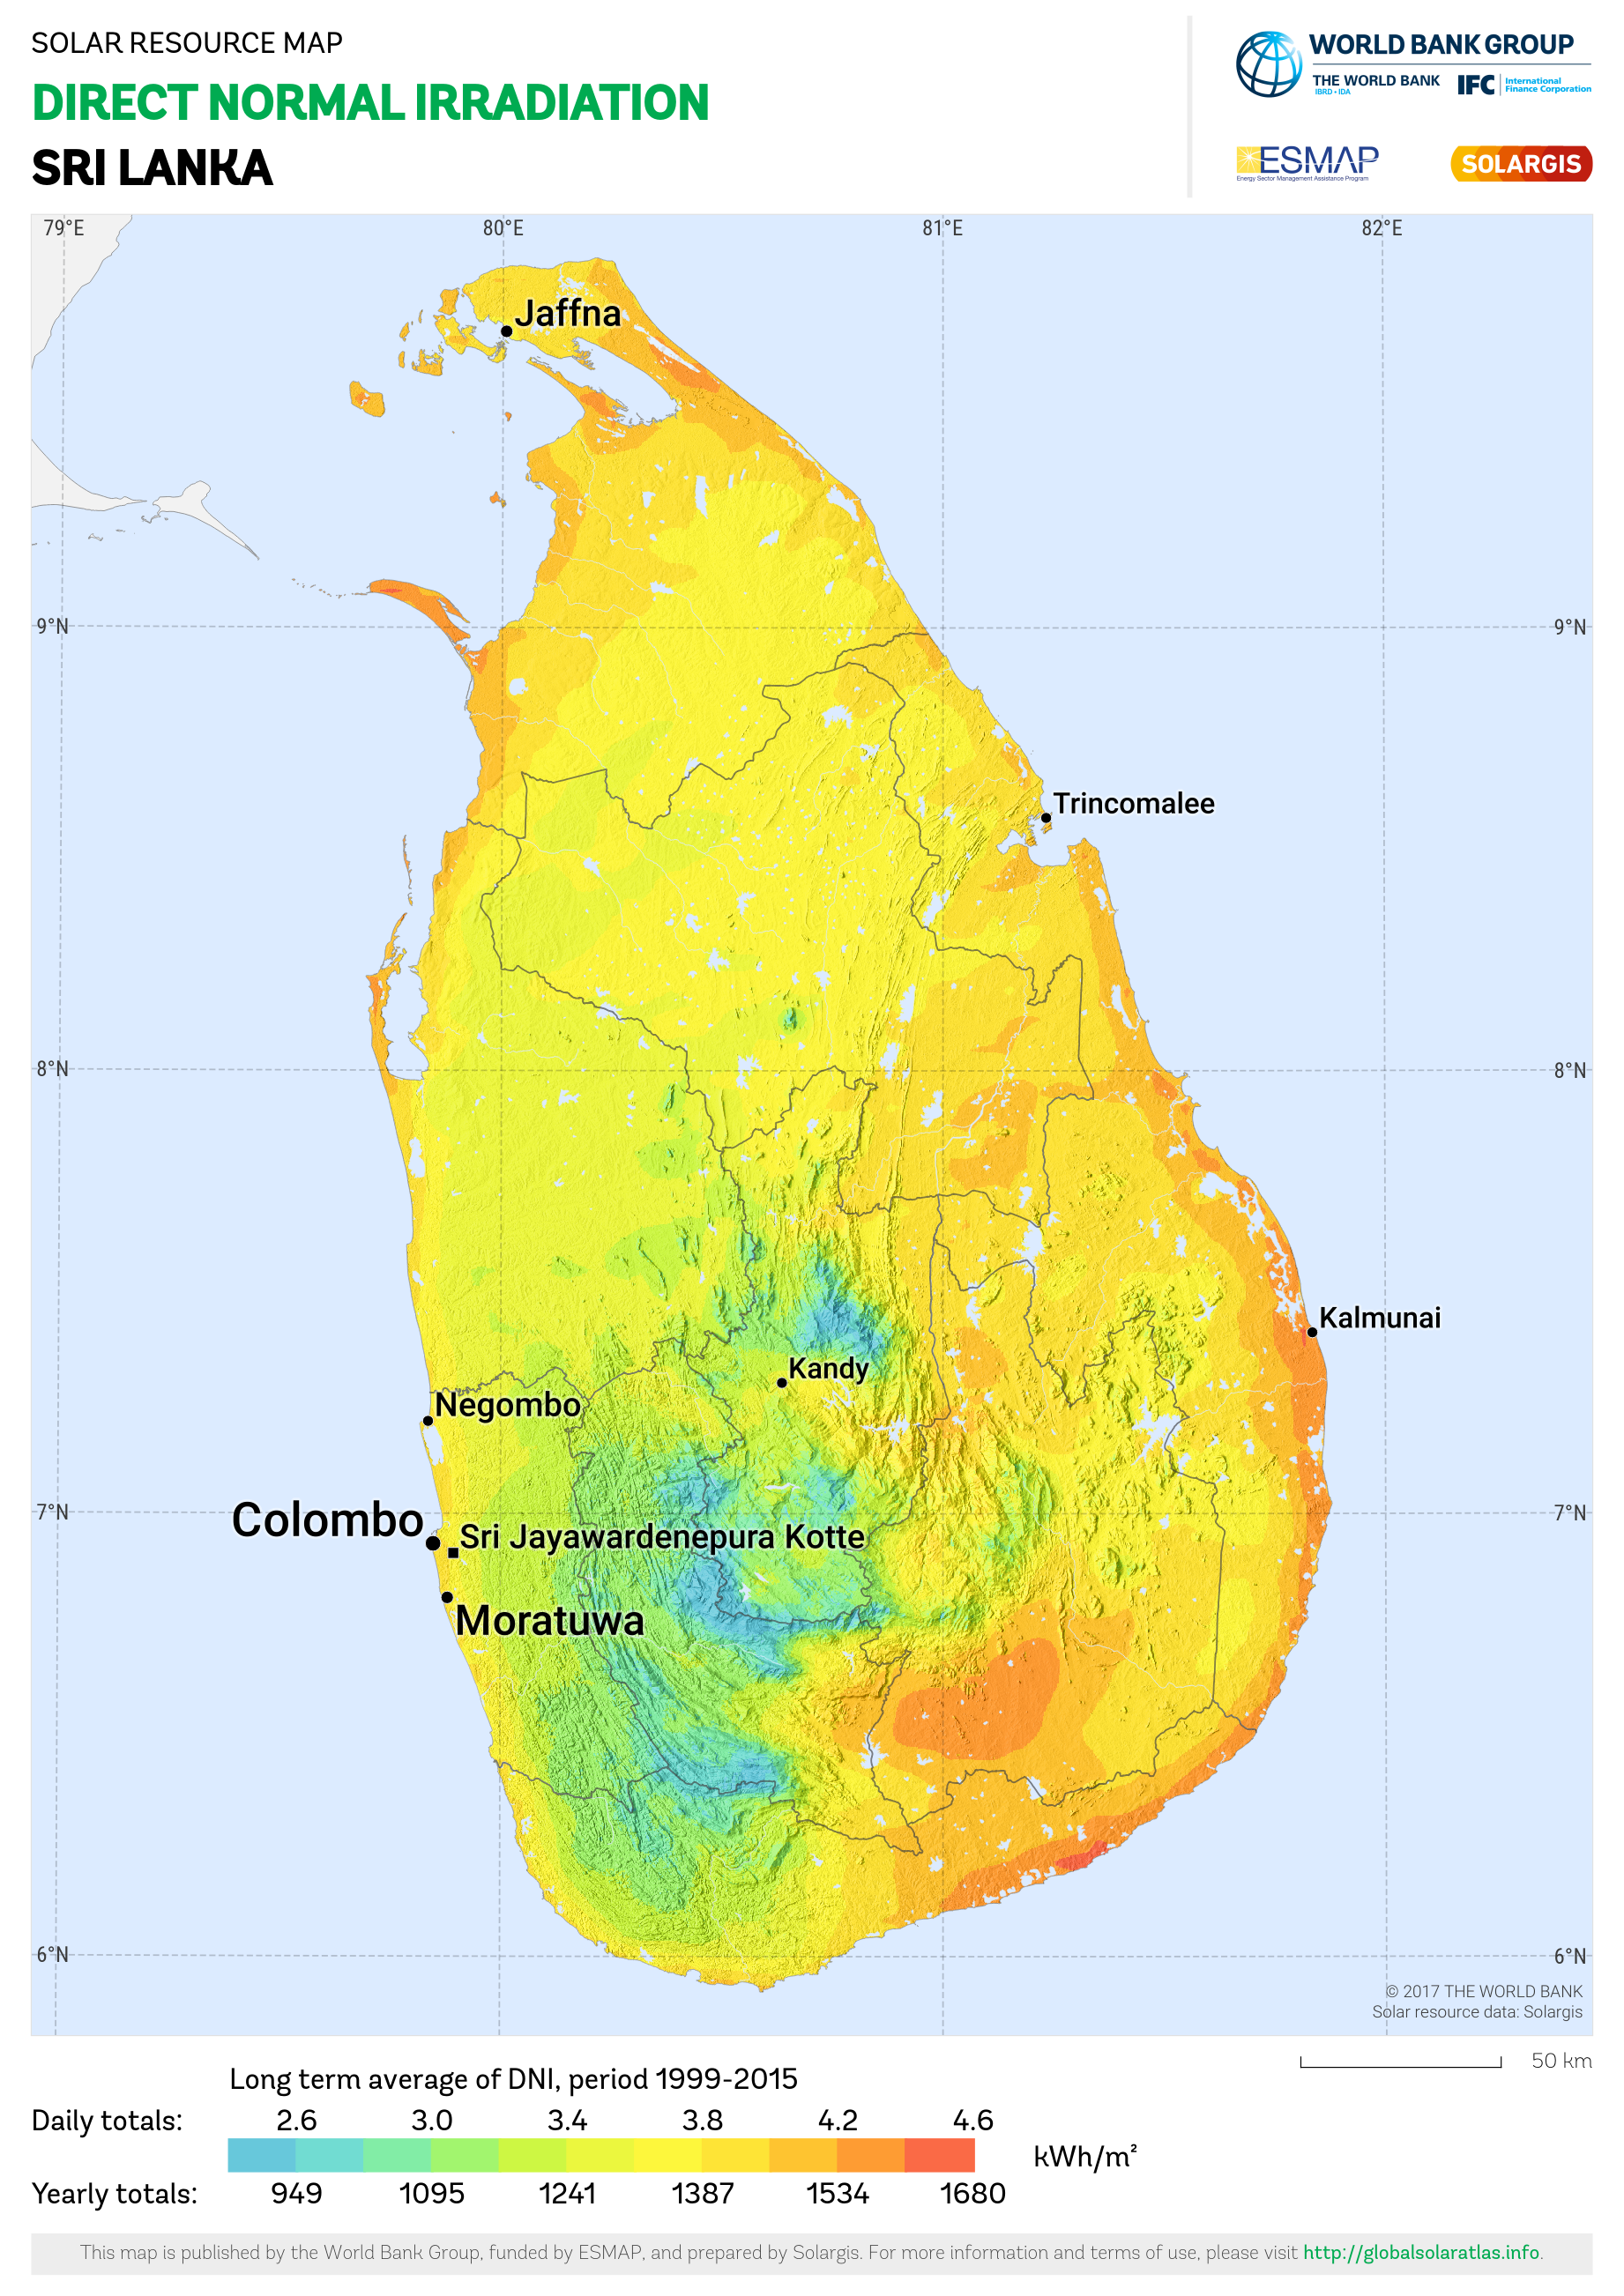 SOLAR RESOURCE MAP
DIRECT NORMAL IRRADIATION
SRI LANKA
WORLD BANK GROUP
THE WORLD BANK
IBRD • IDA
IFC
International
Finance Corporation
ESMAP
Energy Sector Management Assistance Program
SOLARGIS
79°E 80°E 81°E 82°E
Jaffna
9°N 9°N
Trincomalee
8°N 8°N
Kalmunai
Kandy
Negombo
7°N 7°N
Colombo
Sri Jayawardenepura Kotte
Moratuwa
6°N 6°N
© 2017 THE WORLD BANK
Solar resource data: Solargis
50 km
Long term average of DNI, period 1999-2015
Daily totals: 2.6 3.0 3.4 3.8 4.2 4.6
kWh/m²
Yearly totals: 949 1095 1241 1387 1534 1680
This map is published by the World Bank Group, funded by ESMAP, and prepared by Solargis. For more information and terms of use, please visit http://globalsolaratlas.info.